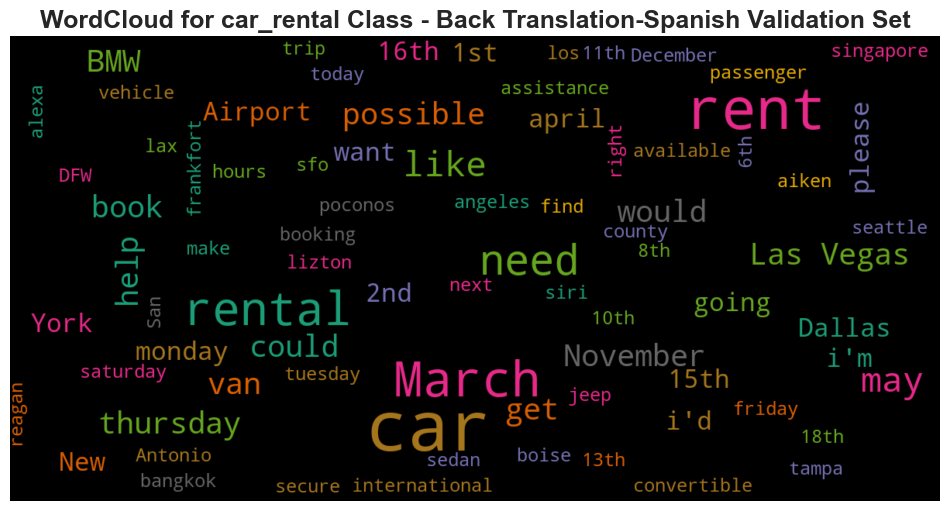 WordCloud for car_rental Class - Back Translation-Spanish Validation Set
trip 16th 1st los 11th December singapore
BMW today passenger
alexa vehicle assistance
Airport possible april rent please
lax frankfort hours sfo want like right available 6th
DFW aiken
book poconos angeles find would
booking county seattle
help make lizton need 8th Las Vegas
San rental 2nd next siri going
York 10th Dallas
monday could November i'm
saturday van tuesday March jeep 15th may
reagan thursday car get i'd friday
18th
New Antonio sedan boise 13th tampa
bangkok secure international convertible